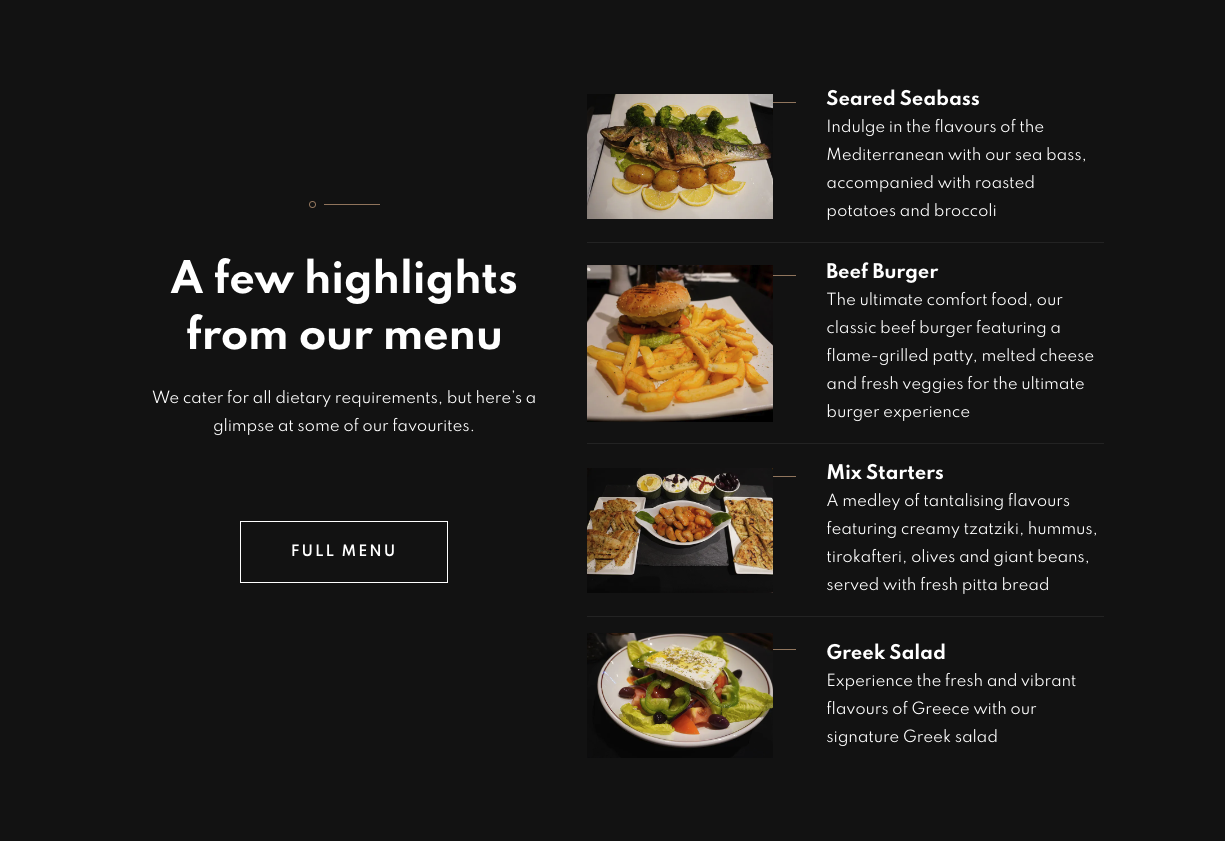 A few highlights
from our menu
We cater for all dietary requirements, but here's a
glimpse at some of our favourites.
FULL MENU
Seared Seabass
Indulge in the flavours of the
Mediterranean with our sea bass,
accompanied with roasted
potatoes and broccoli
Beef Burger
The ultimate comfort food, our
classic beef burger featuring a
flame-grilled patty, melted cheese
and fresh veggies for the ultimate
burger experience
Mix Starters
A medley of tantalising flavours
featuring creamy tzatziki, hummus,
tirokafteri, olives and giant beans,
served with fresh pitta bread
Greek Salad
Experience the fresh and vibrant
flavours of Greece with our
signature Greek salad